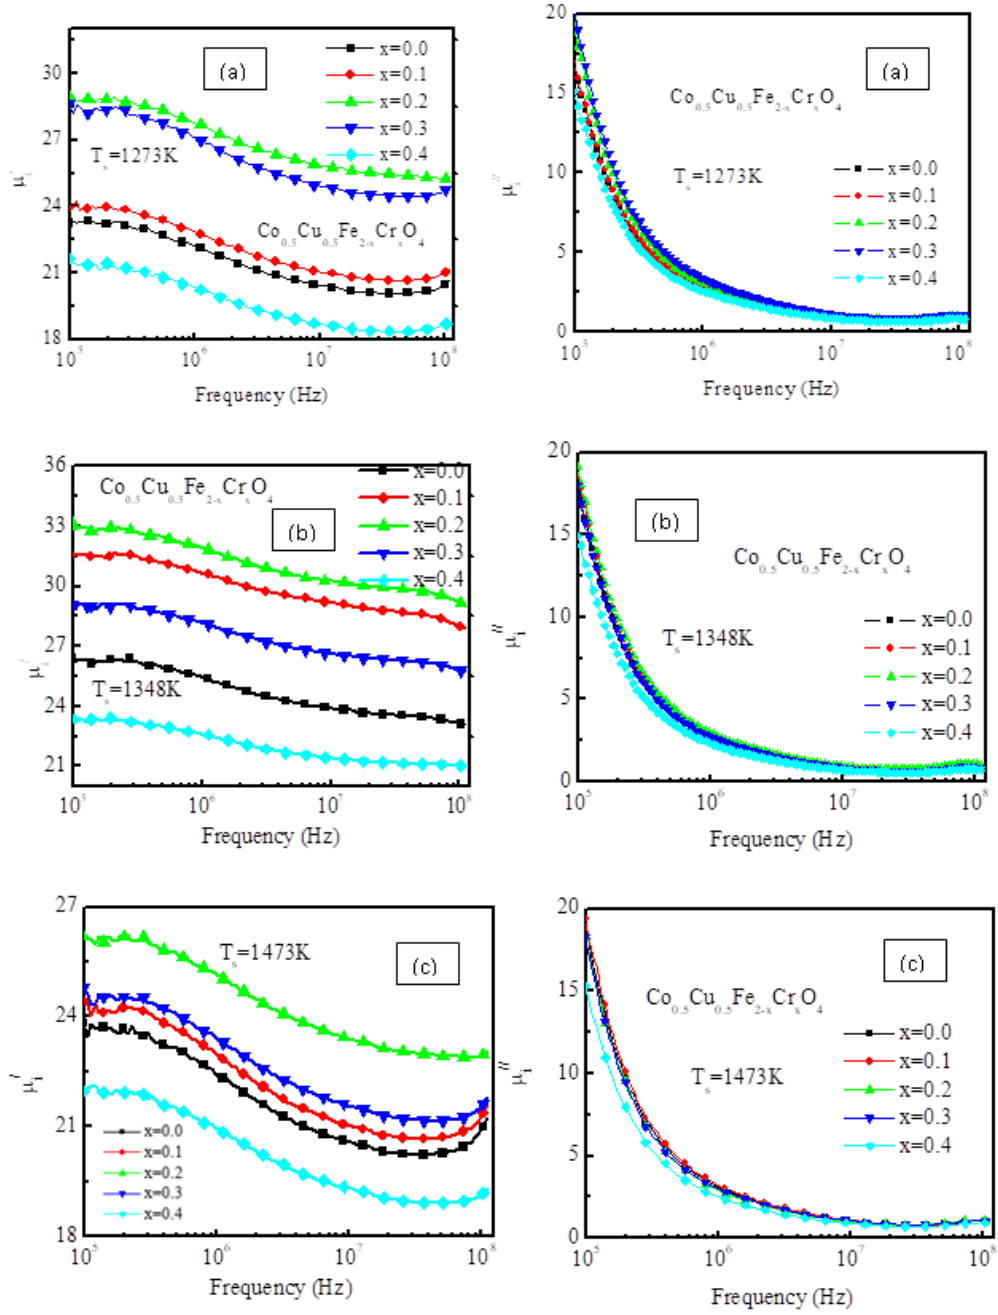 (a)
x=0.0
x=0.1
x=0.2
x=0.3
x=0.4
30
27
24
21
18
μi'
Ts=1273K
Co0.5Cu0.5Fe2-xCrxO4
10^5 10^6 10^7 10^8
Frequency (Hz)
(a)
20
15
10
5
0
μi''
Co0.5Cu0.5Fe2-xCrxO4
Ts=1273K
x=0.0
x=0.1
x=0.2
x=0.3
x=0.4
10^5 10^6 10^7 10^8
Frequency (Hz)
36
33
30
27
24
21
μi'
Co0.5Cu0.5Fe2-xCrxO4
(b)
x=0.0
x=0.1
x=0.2
x=0.3
x=0.4
Ts=1348K
10^5 10^6 10^7 10^8
Frequency (Hz)
20
15
10
5
0
μi''
(b)
Co0.5Cu0.5Fe2-xCrxO4
Ts=1348K
x=0.0
x=0.1
x=0.2
x=0.3
x=0.4
10^5 10^6 10^7 10^8
Frequency (Hz)
27
24
21
18
μi'
Ts=1473K
(c)
x=0.0
x=0.1
x=0.2
x=0.3
x=0.4
10^5 10^6 10^7 10^8
Frequency (Hz)
20
15
10
5
0
μi''
(c)
Co0.5Cu0.5Fe2-xCrxO4
Ts=1473K
x=0.0
x=0.1
x=0.2
x=0.3
x=0.4
10^5 10^6 10^7 10^8
Frequency (Hz)